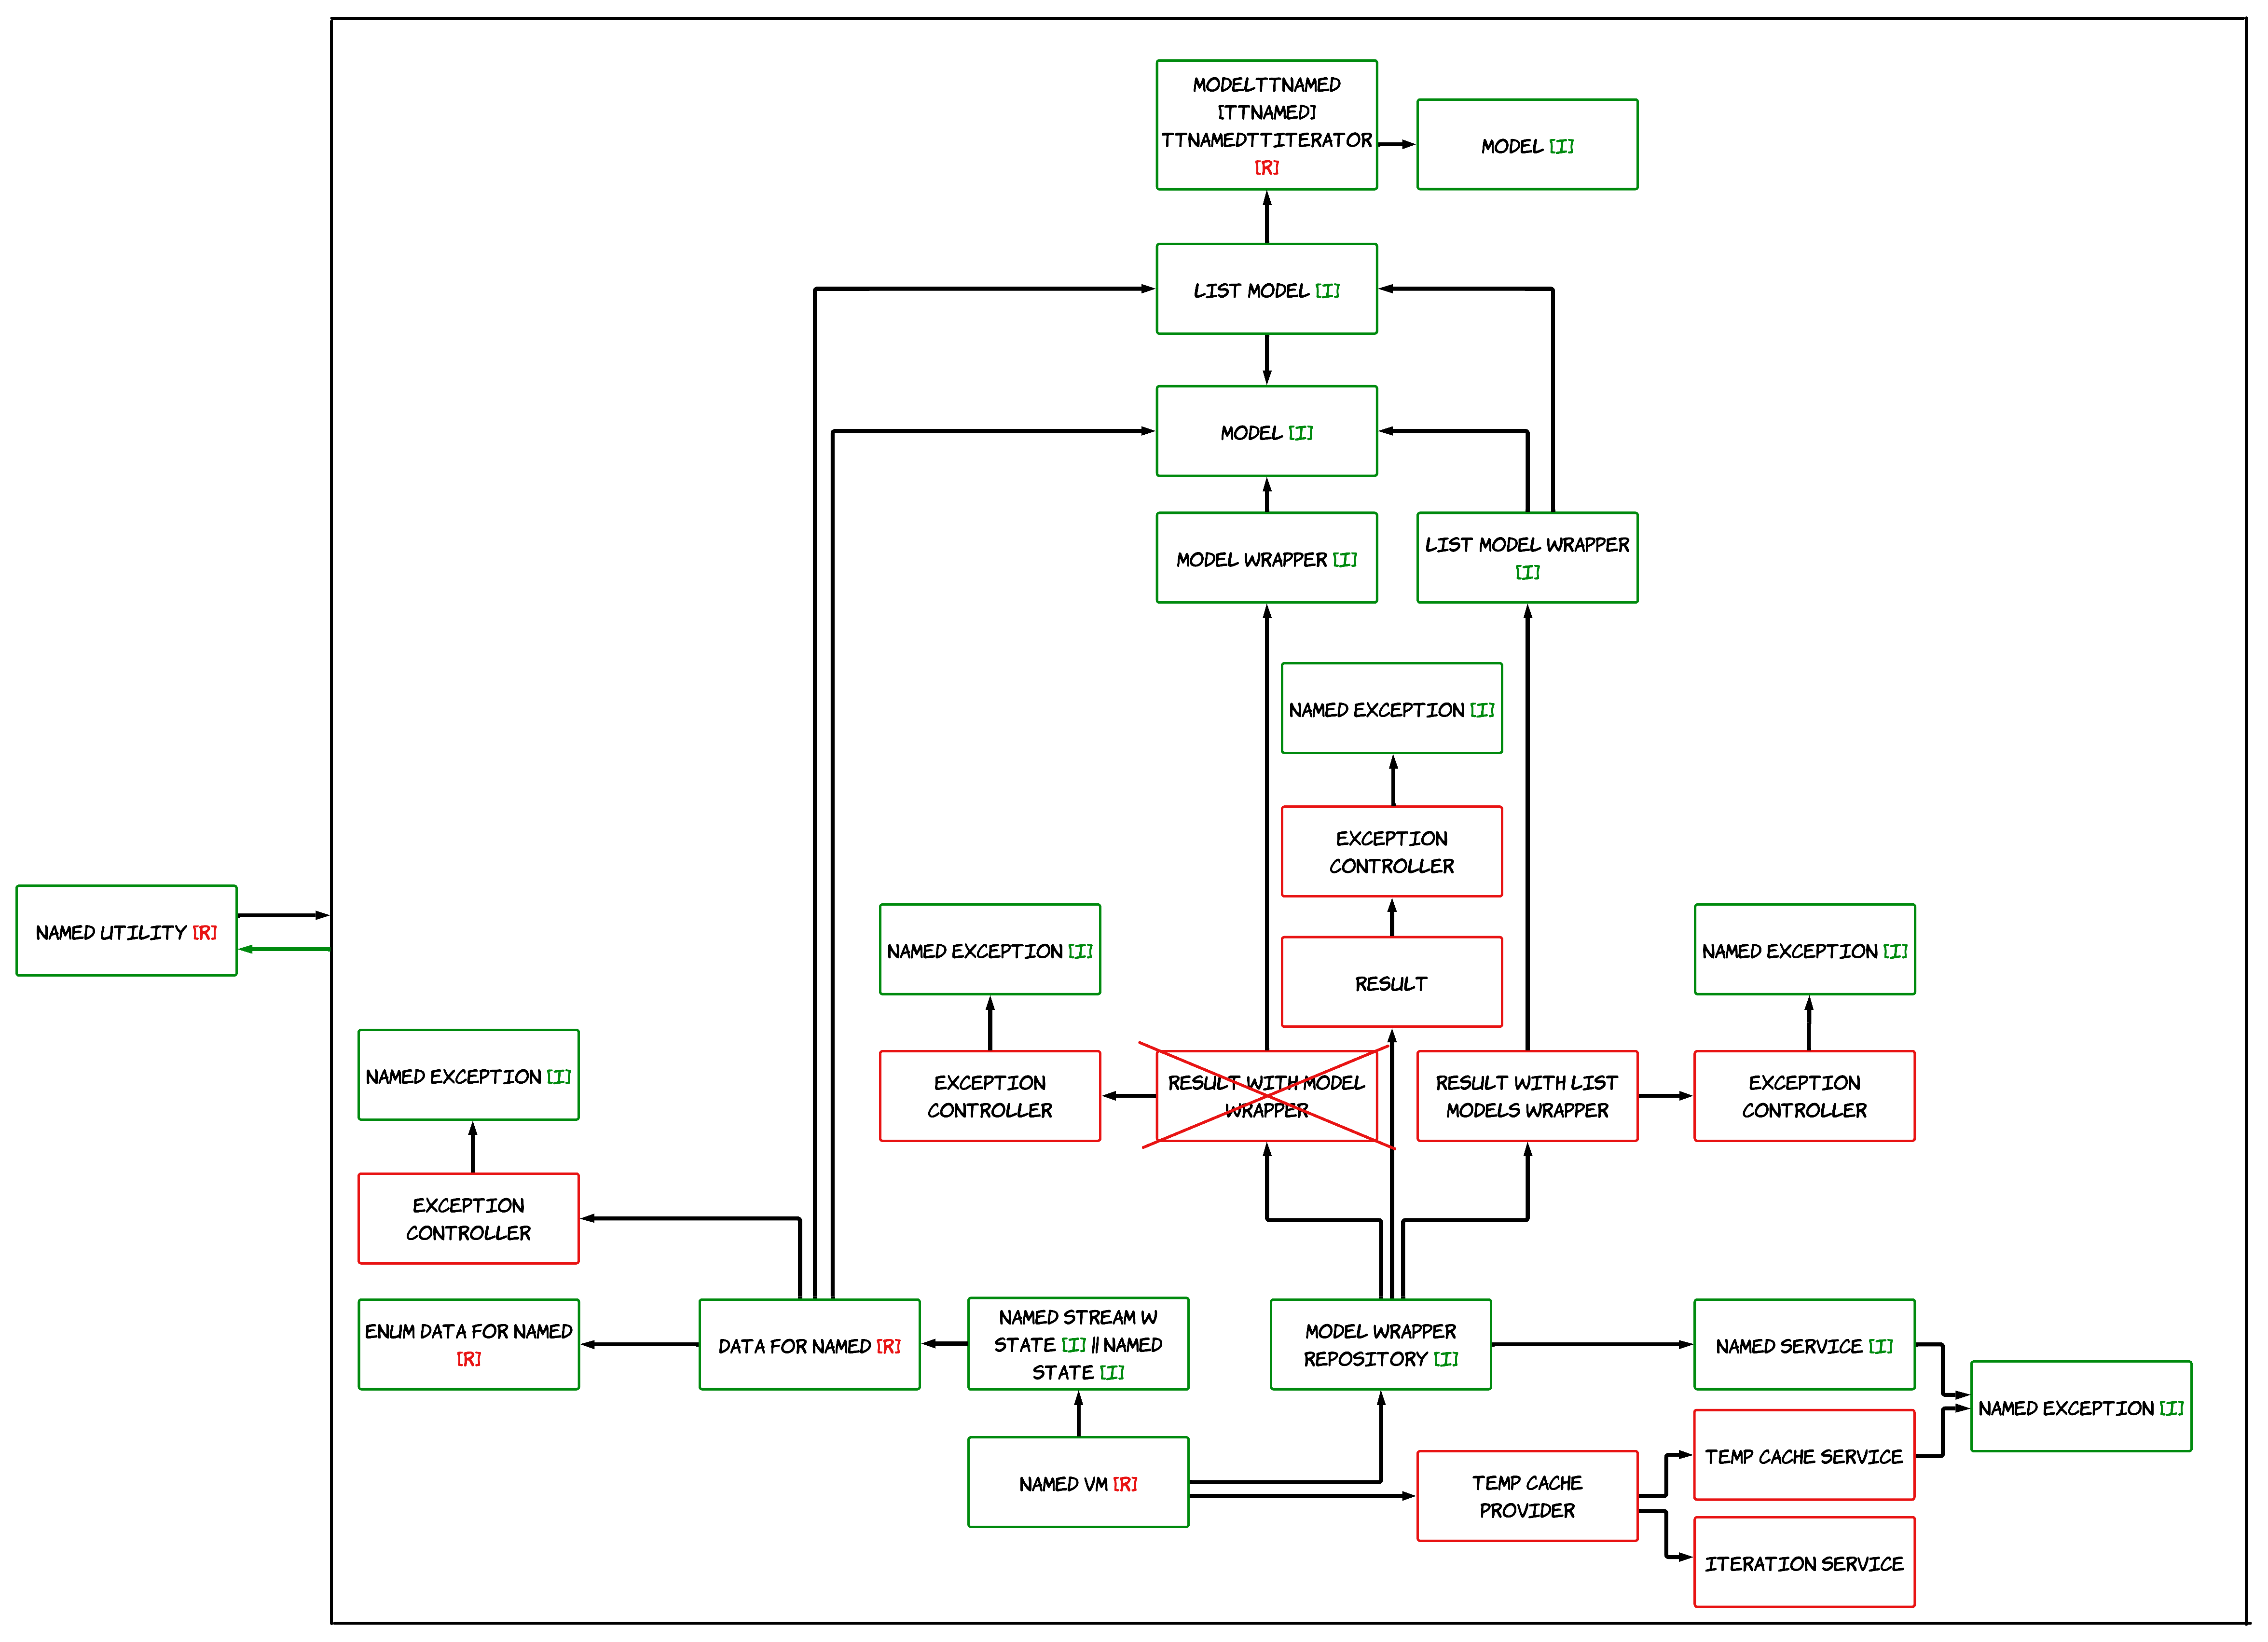 MODELTTNAMED
[TTNAMED]
TTNAMEDTTITERATOR
[R]
MODEL [I]
LIST MODEL [I]
MODEL [I]
MODEL WRAPPER [I]
LIST MODEL WRAPPER
[I]
NAMED EXCEPTION [I]
EXCEPTION
CONTROLLER
NAMED UTILITY [R]
NAMED EXCEPTION [I]
RESULT
NAMED EXCEPTION [I]
NAMED EXCEPTION [I]
EXCEPTION
CONTROLLER
RESULT WITH MODEL
WRAPPER
RESULT WITH LIST
MODELS WRAPPER
EXCEPTION
CONTROLLER
EXCEPTION
CONTROLLER
ENUM DATA FOR NAMED
[R]
DATA FOR NAMED [R]
NAMED STREAM W
STATE [I] || NAMED
STATE [I]
MODEL WRAPPER
REPOSITORY [I]
NAMED SERVICE [I]
NAMED EXCEPTION [I]
NAMED VM [R]
TEMP CACHE
PROVIDER
TEMP CACHE SERVICE
ITERATION SERVICE